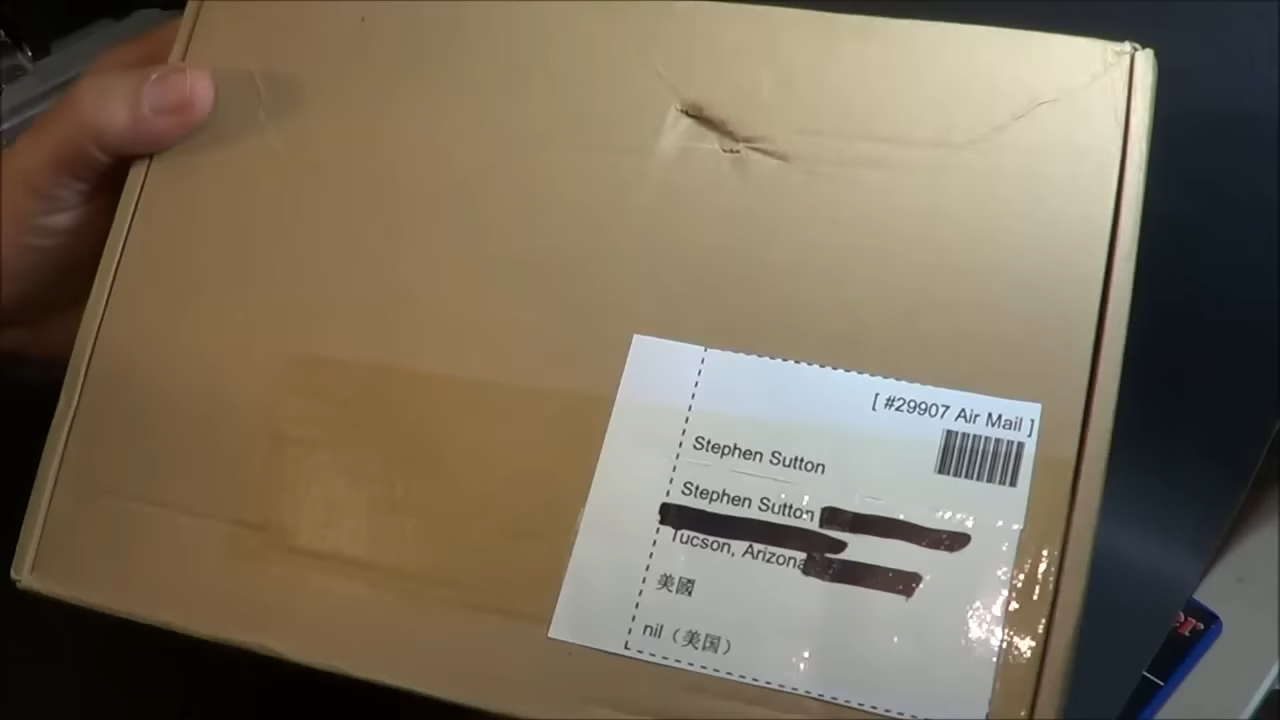 [ #29907 Air Mail ]
Stephen Sutton
Stephen Sutton
Tucson, Arizona
美國
nil（美国）